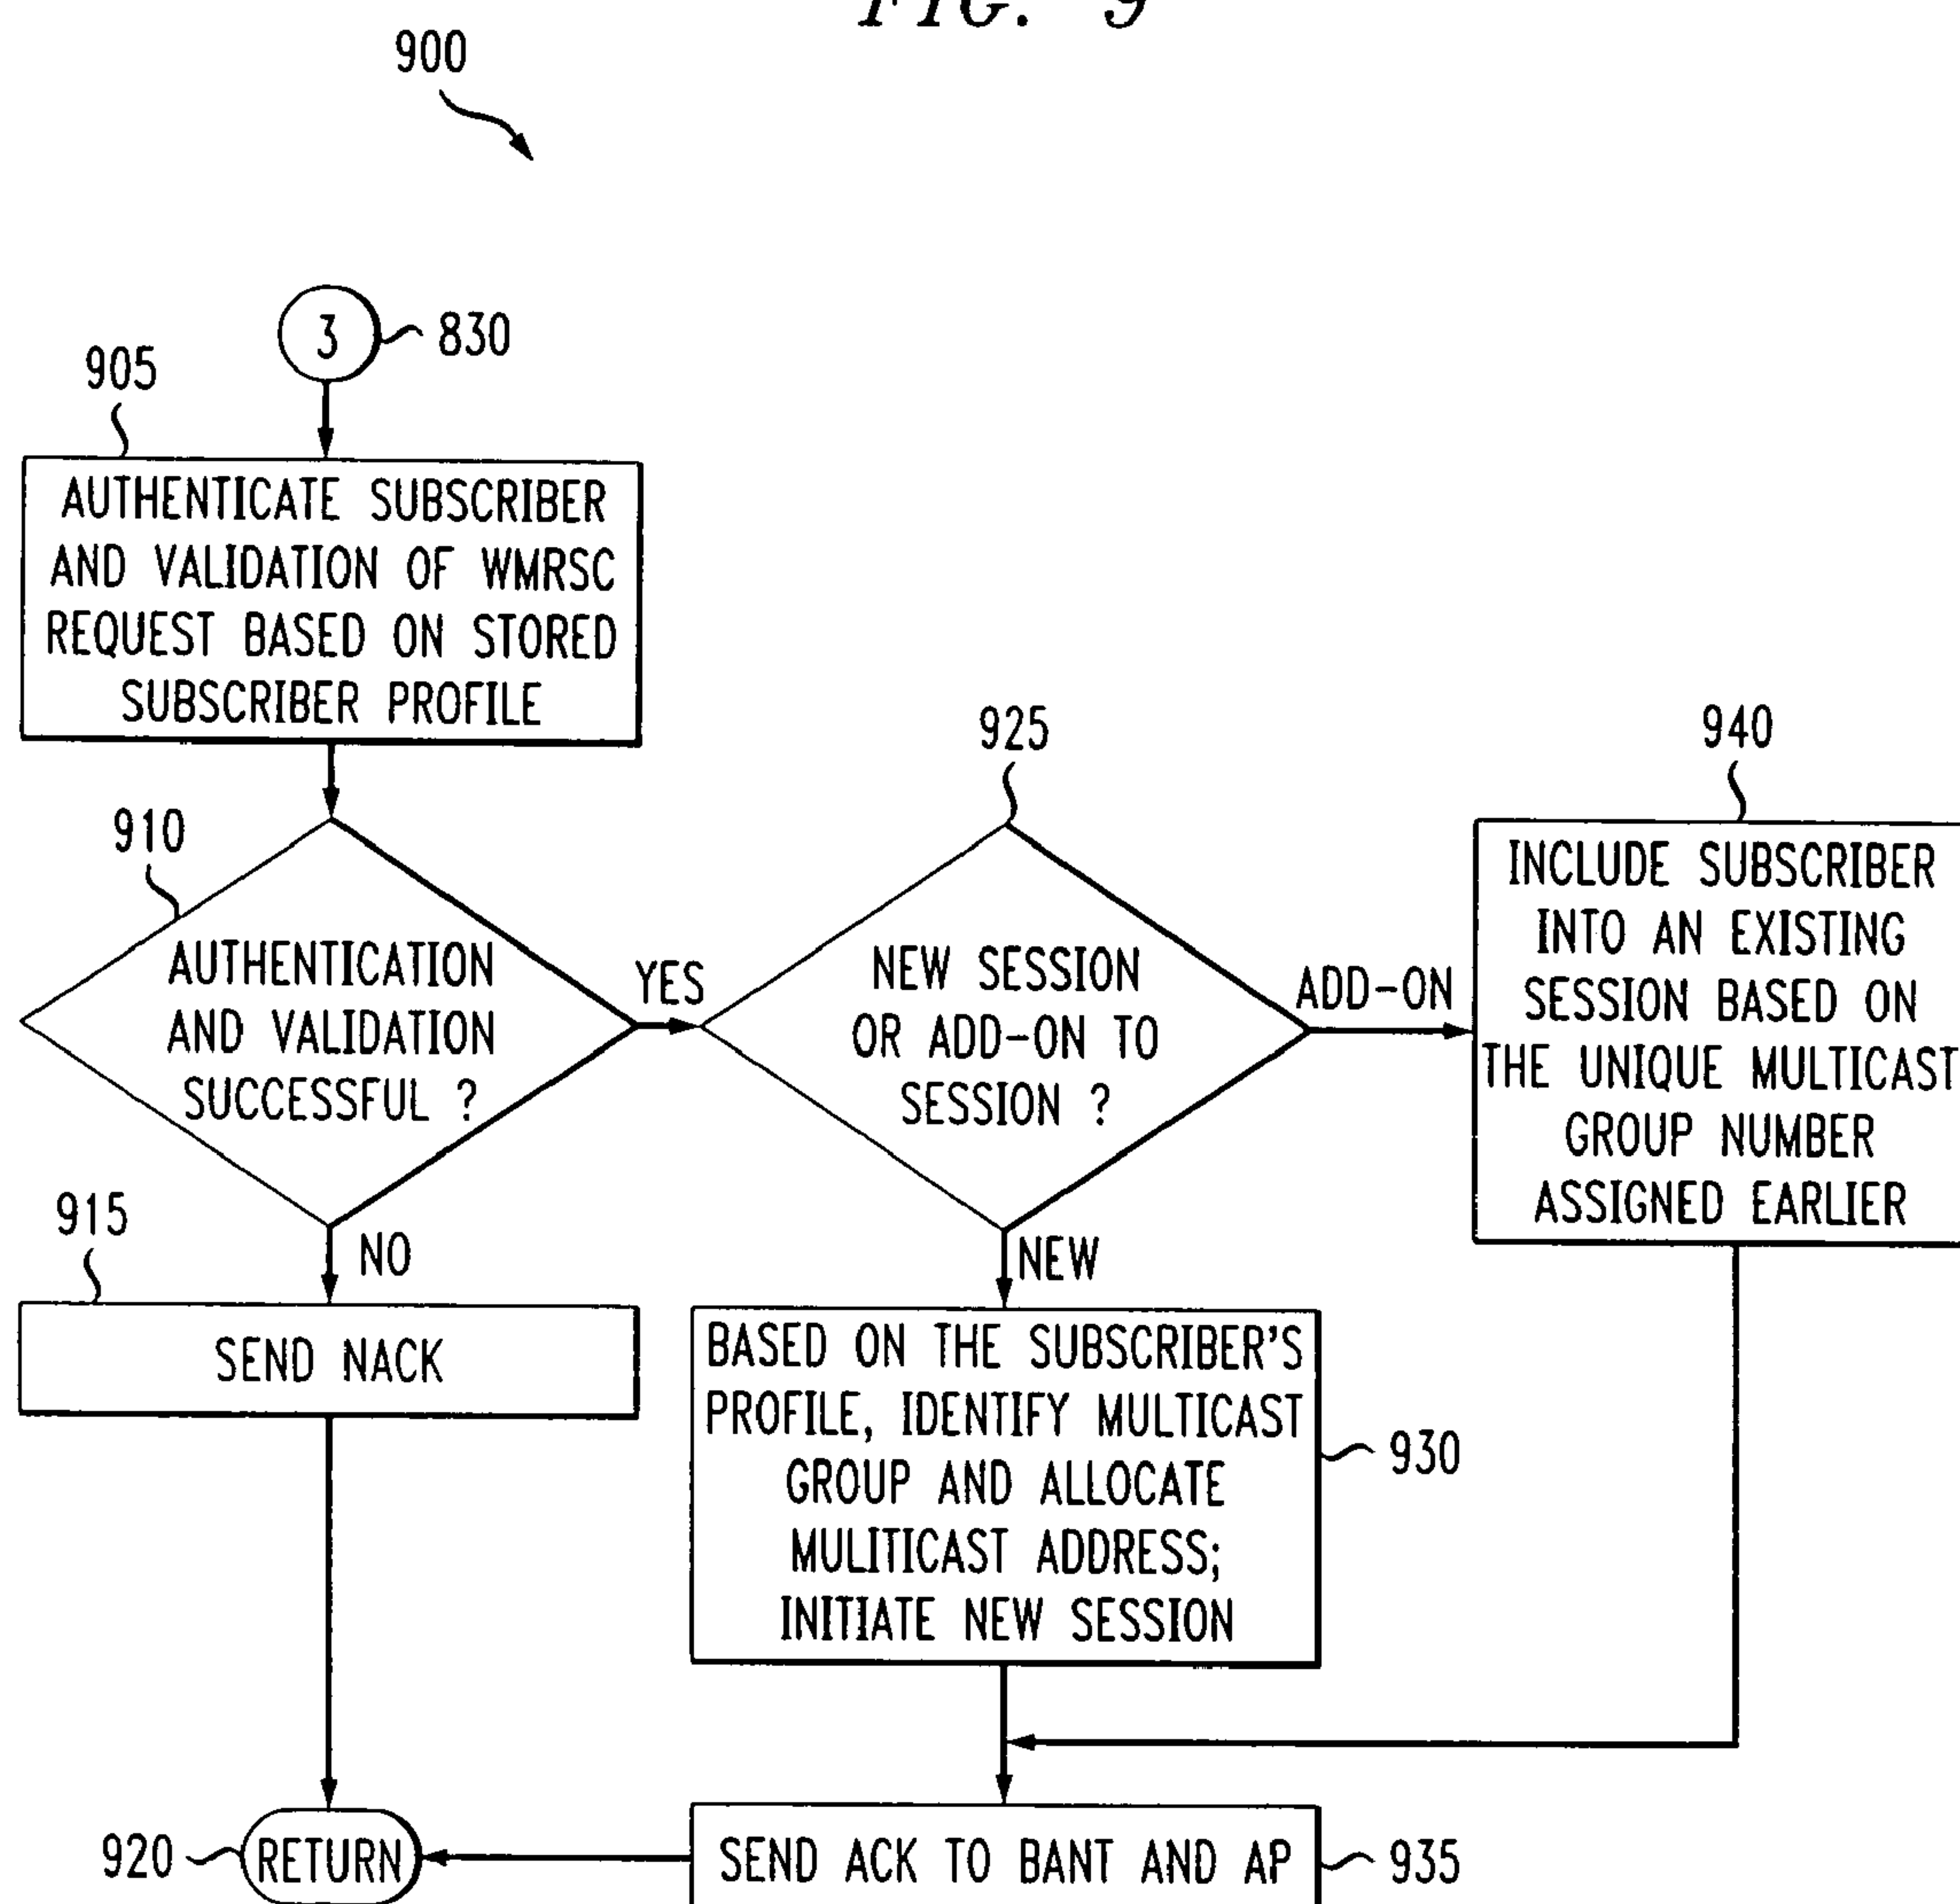 FIG. 9
900
3
830
905
AUTHENTICATE SUBSCRIBER
AND VALIDATION OF WMRSC
REQUEST BASED ON STORED
SUBSCRIBER PROFILE
910
AUTHENTICATION
AND VALIDATION
SUCCESSFUL ?
YES
NO
925
NEW SESSION
OR ADD-ON TO
SESSION ?
ADD-ON
NEW
940
INCLUDE SUBSCRIBER
INTO AN EXISTING
SESSION BASED ON
THE UNIQUE MULTICAST
GROUP NUMBER
ASSIGNED EARLIER
915
SEND NACK
BASED ON THE SUBSCRIBER'S
PROFILE, IDENTIFY MULTICAST
GROUP AND ALLOCATE
MULITICAST ADDRESS;
INITIATE NEW SESSION
930
920
RETURN
SEND ACK TO BANT AND AP
935